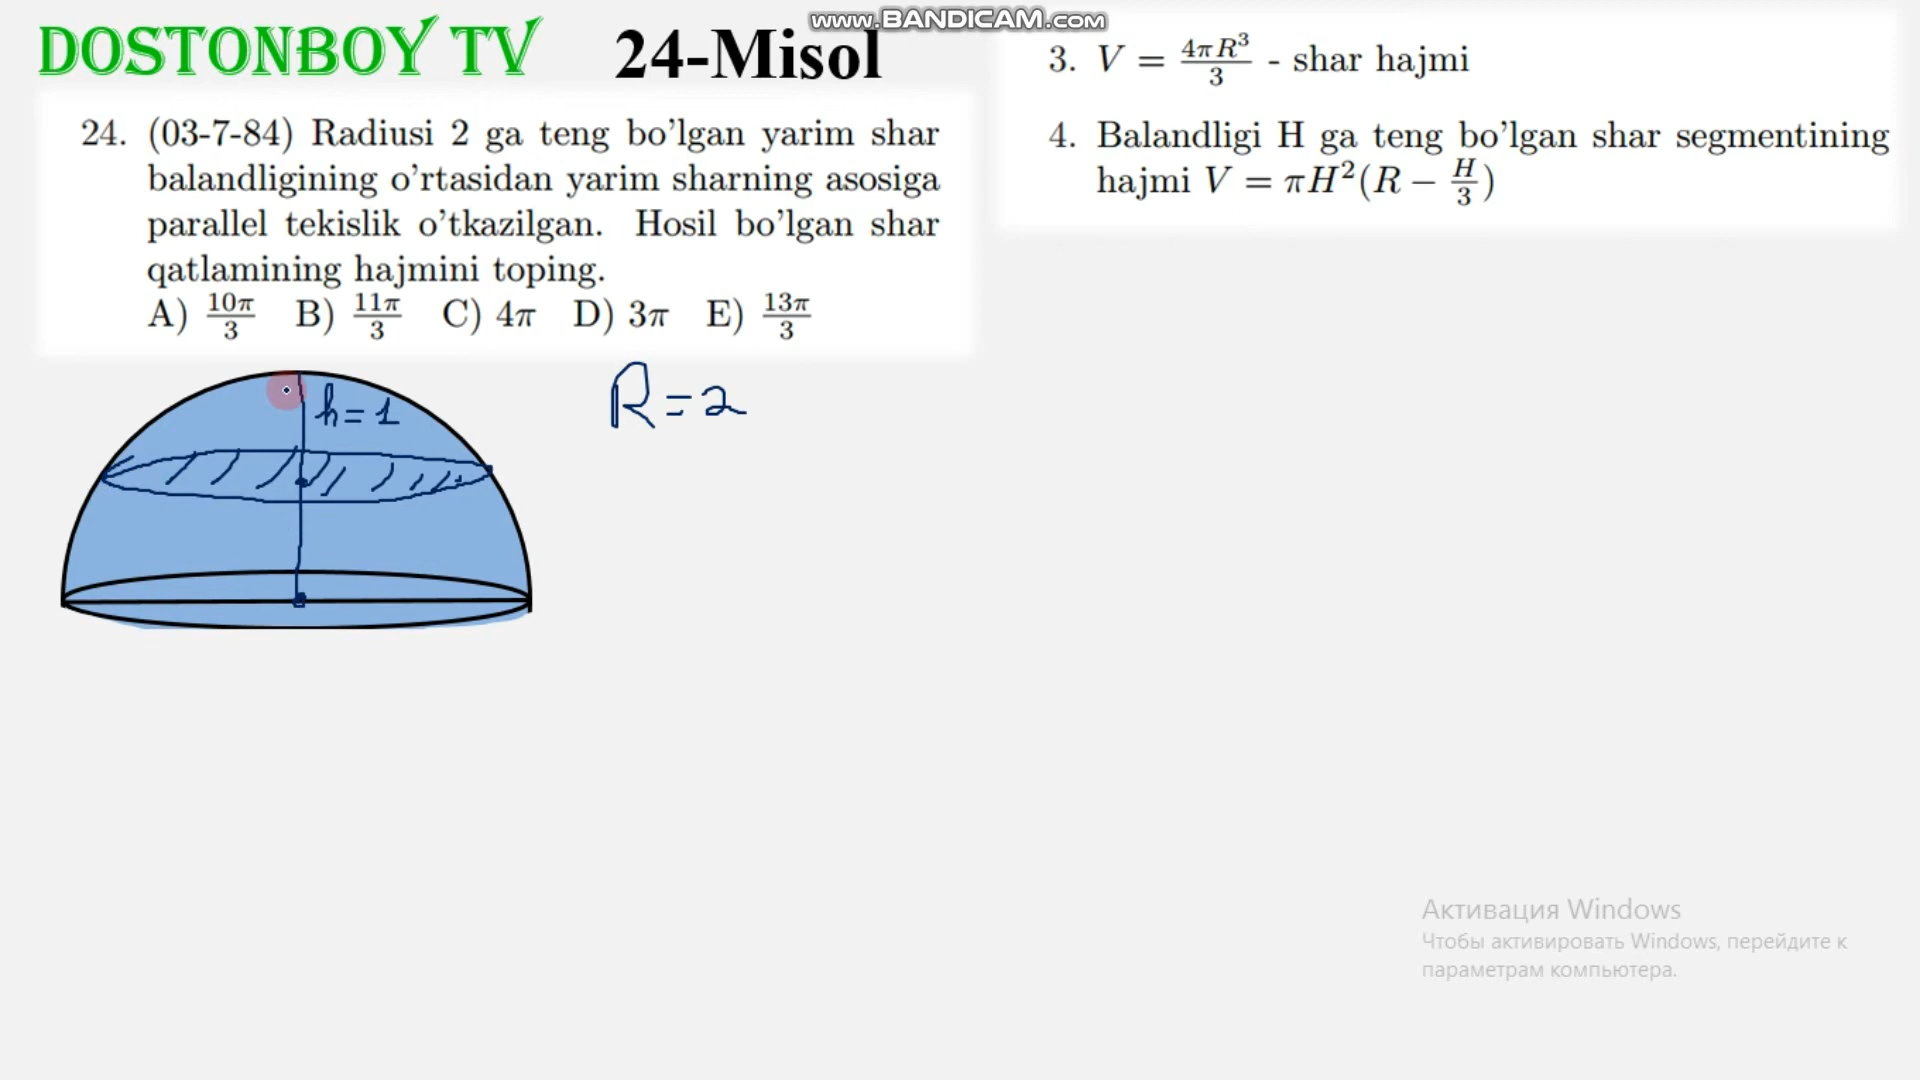 www.BANDICAM.com
DOSTONBOY TV
24-Misol
24. (03-7-84) Radiusi 2 ga teng bo'lgan yarim shar
balandligining o'rtasidan yarim sharning asosiga
parallel tekislik o'tkazilgan. Hosil bo'lgan shar
qatlamining hajmini toping.
A) 10π/3 B) 11π/3 C) 4π D) 3π E) 13π/3
3. V = 4πR³/3 - shar hajmi
4. Balandligi H ga teng bo'lgan shar segmentining
hajmi V = πH²(R − H/3)
h=1
R=2
Активация Windows
Чтобы активировать Windows, перейдите к
параметрам компьютера.